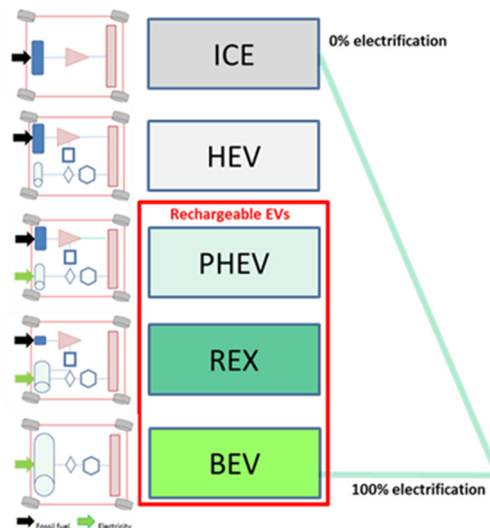 ICE
0% electrification
HEV
Rechargeable EVs
PHEV
REX
BEV
100% electrification
Fossil fuel
Electricity